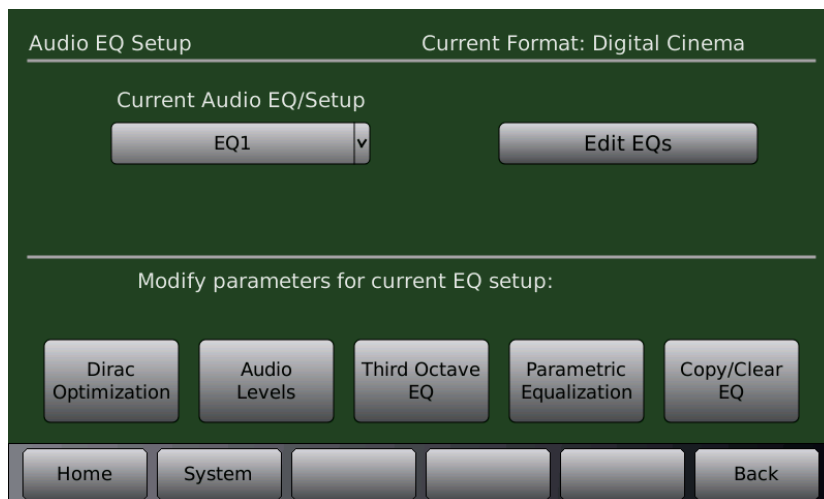 Audio EQ Setup
Current Format: Digital Cinema
Current Audio EQ/Setup
EQ1
v
Edit EQs
Modify parameters for current EQ setup:
Dirac
Optimization
Audio
Levels
Third Octave
EQ
Parametric
Equalization
Copy/Clear
EQ
Home
System
Back